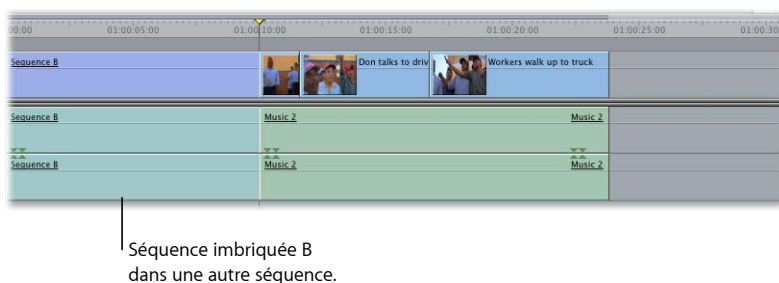 00:00 01:00:05:00 01:00:10:00 01:00:15:00 01:00:20:00 01:00:25:00 01:00:30
Sequence B Don talks to driv Workers walk up to truck
Sequence B Music 2 Music 2
Sequence B Music 2 Music 2
Séquence imbriquée B
dans une autre séquence.